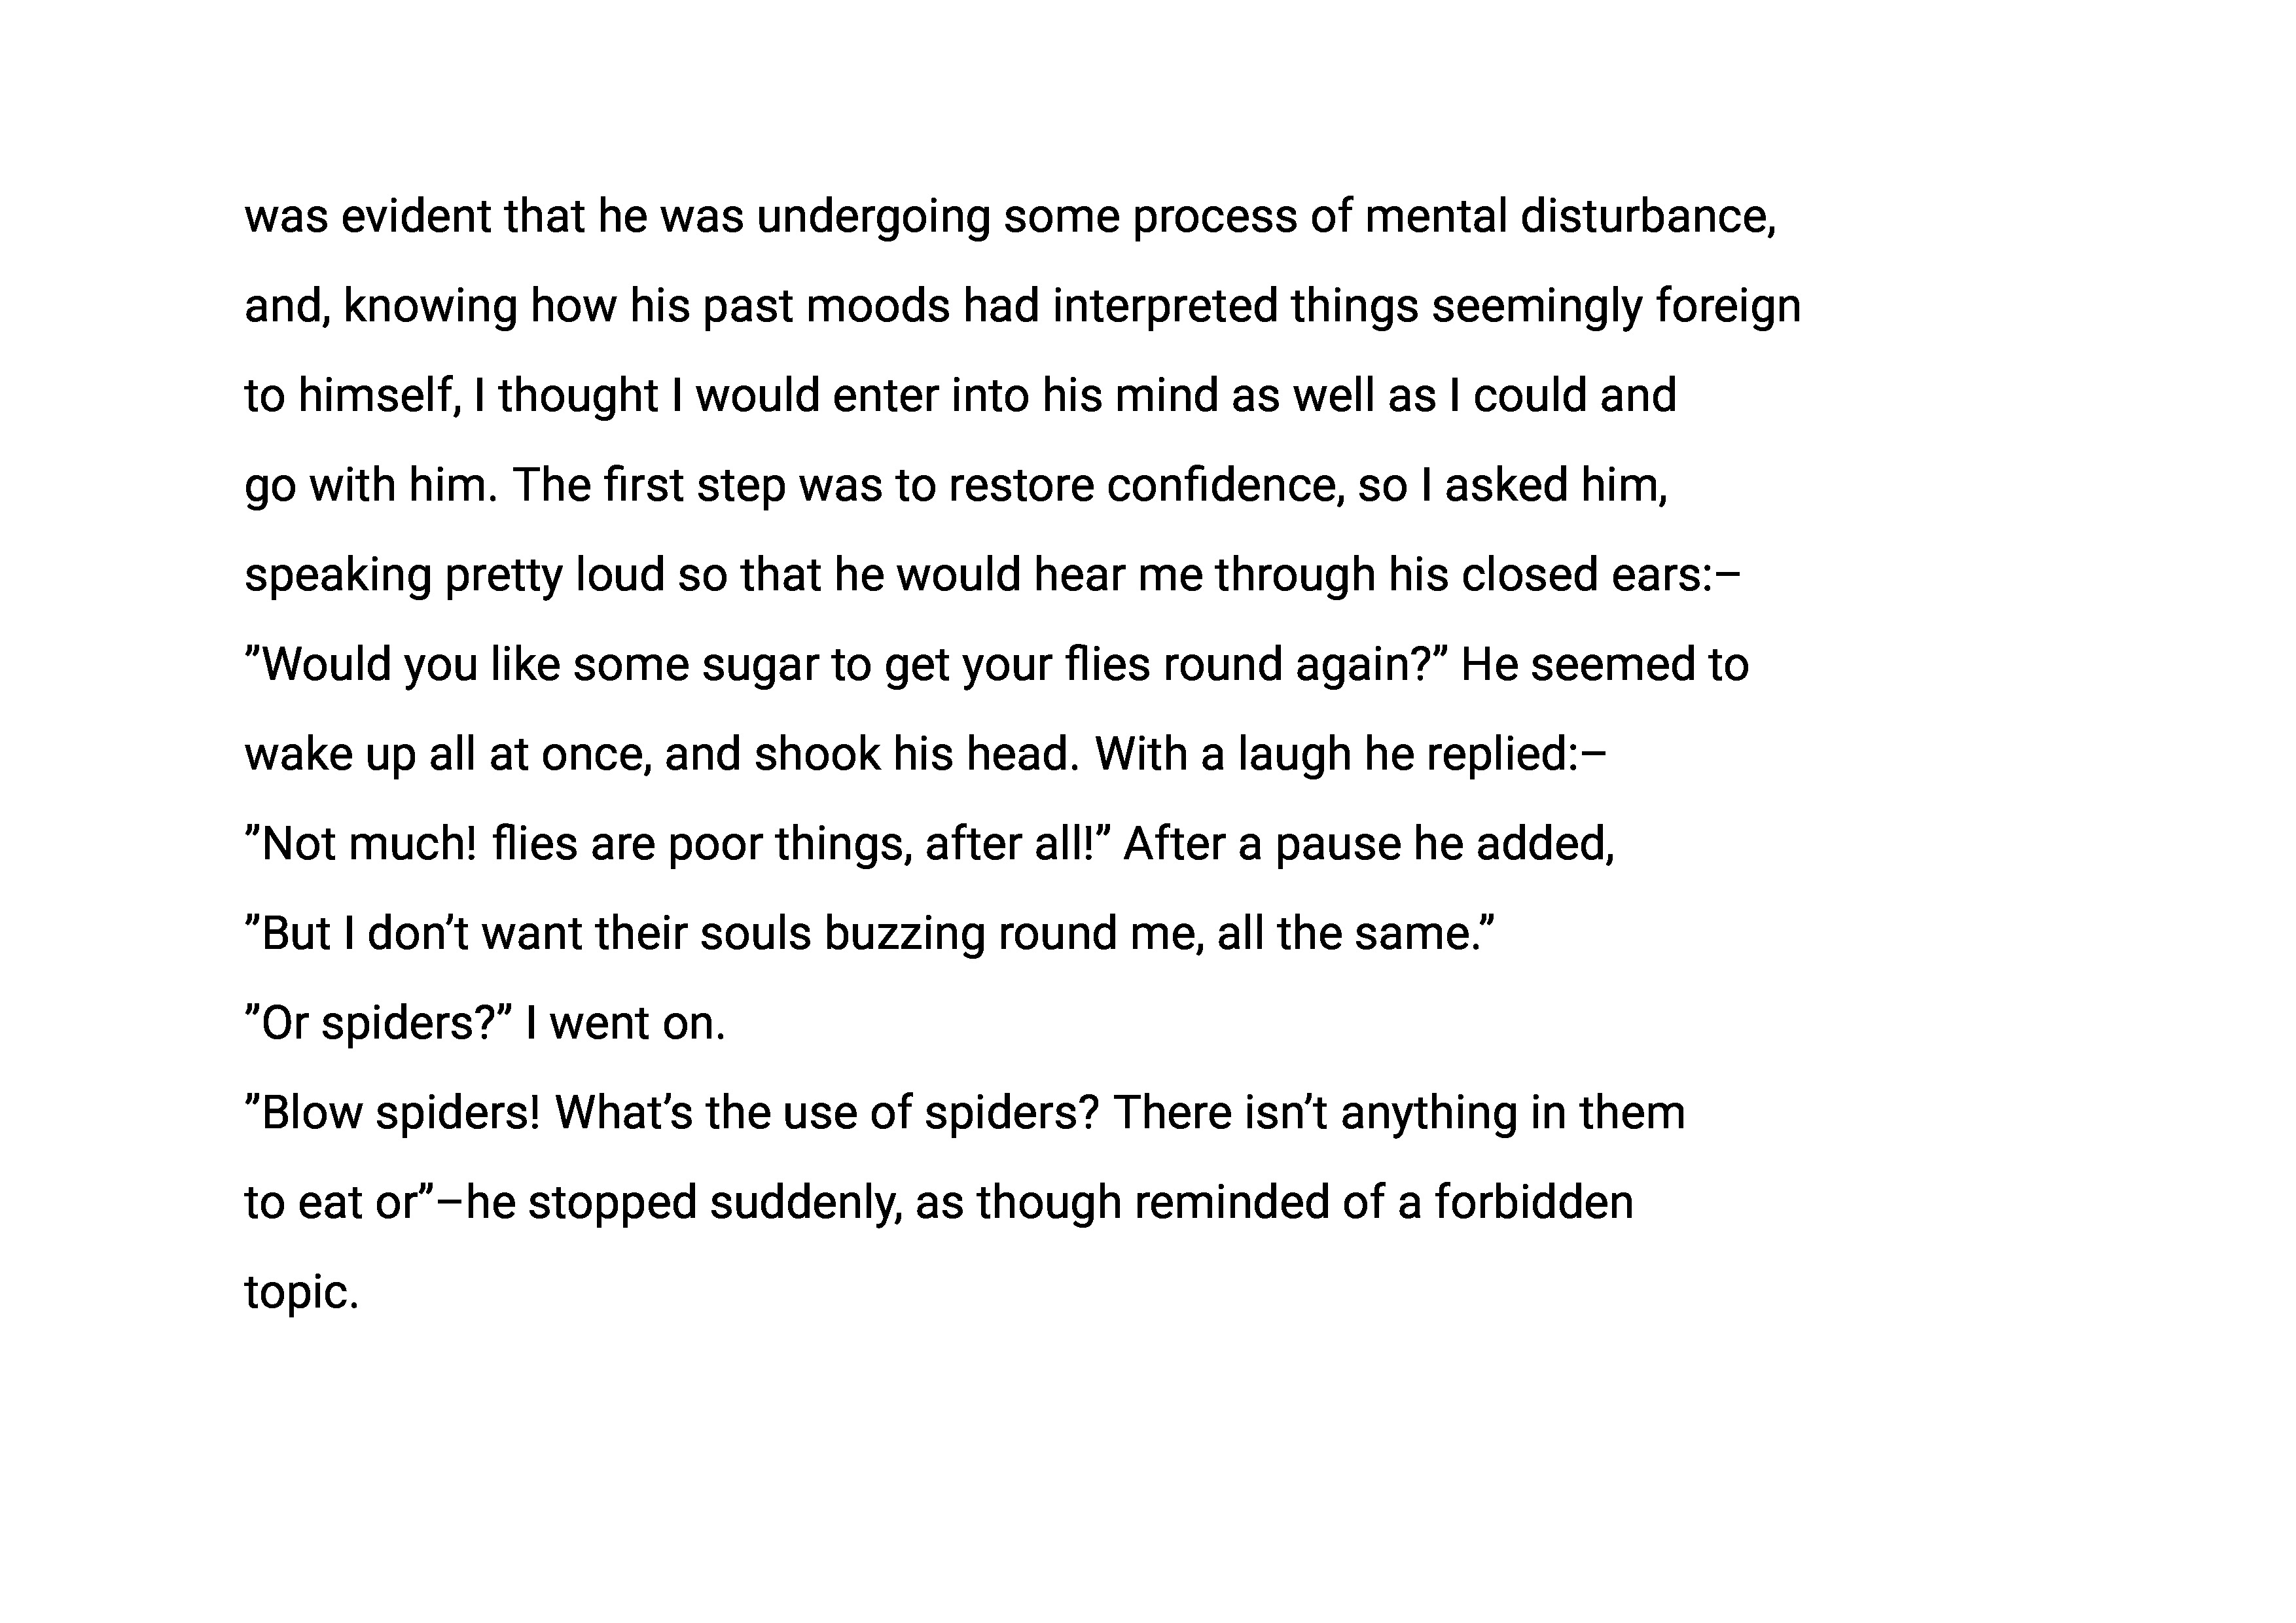 was evident that he was undergoing some process of mental disturbance,
and, knowing how his past moods had interpreted things seemingly foreign
to himself, I thought I would enter into his mind as well as I could and
go with him. The first step was to restore confidence, so I asked him,
speaking pretty loud so that he would hear me through his closed ears:–
”Would you like some sugar to get your flies round again?” He seemed to
wake up all at once, and shook his head. With a laugh he replied:–
”Not much! flies are poor things, after all!” After a pause he added,
”But I don’t want their souls buzzing round me, all the same.”
”Or spiders?” I went on.
”Blow spiders! What’s the use of spiders? There isn’t anything in them
to eat or”–he stopped suddenly, as though reminded of a forbidden
topic.